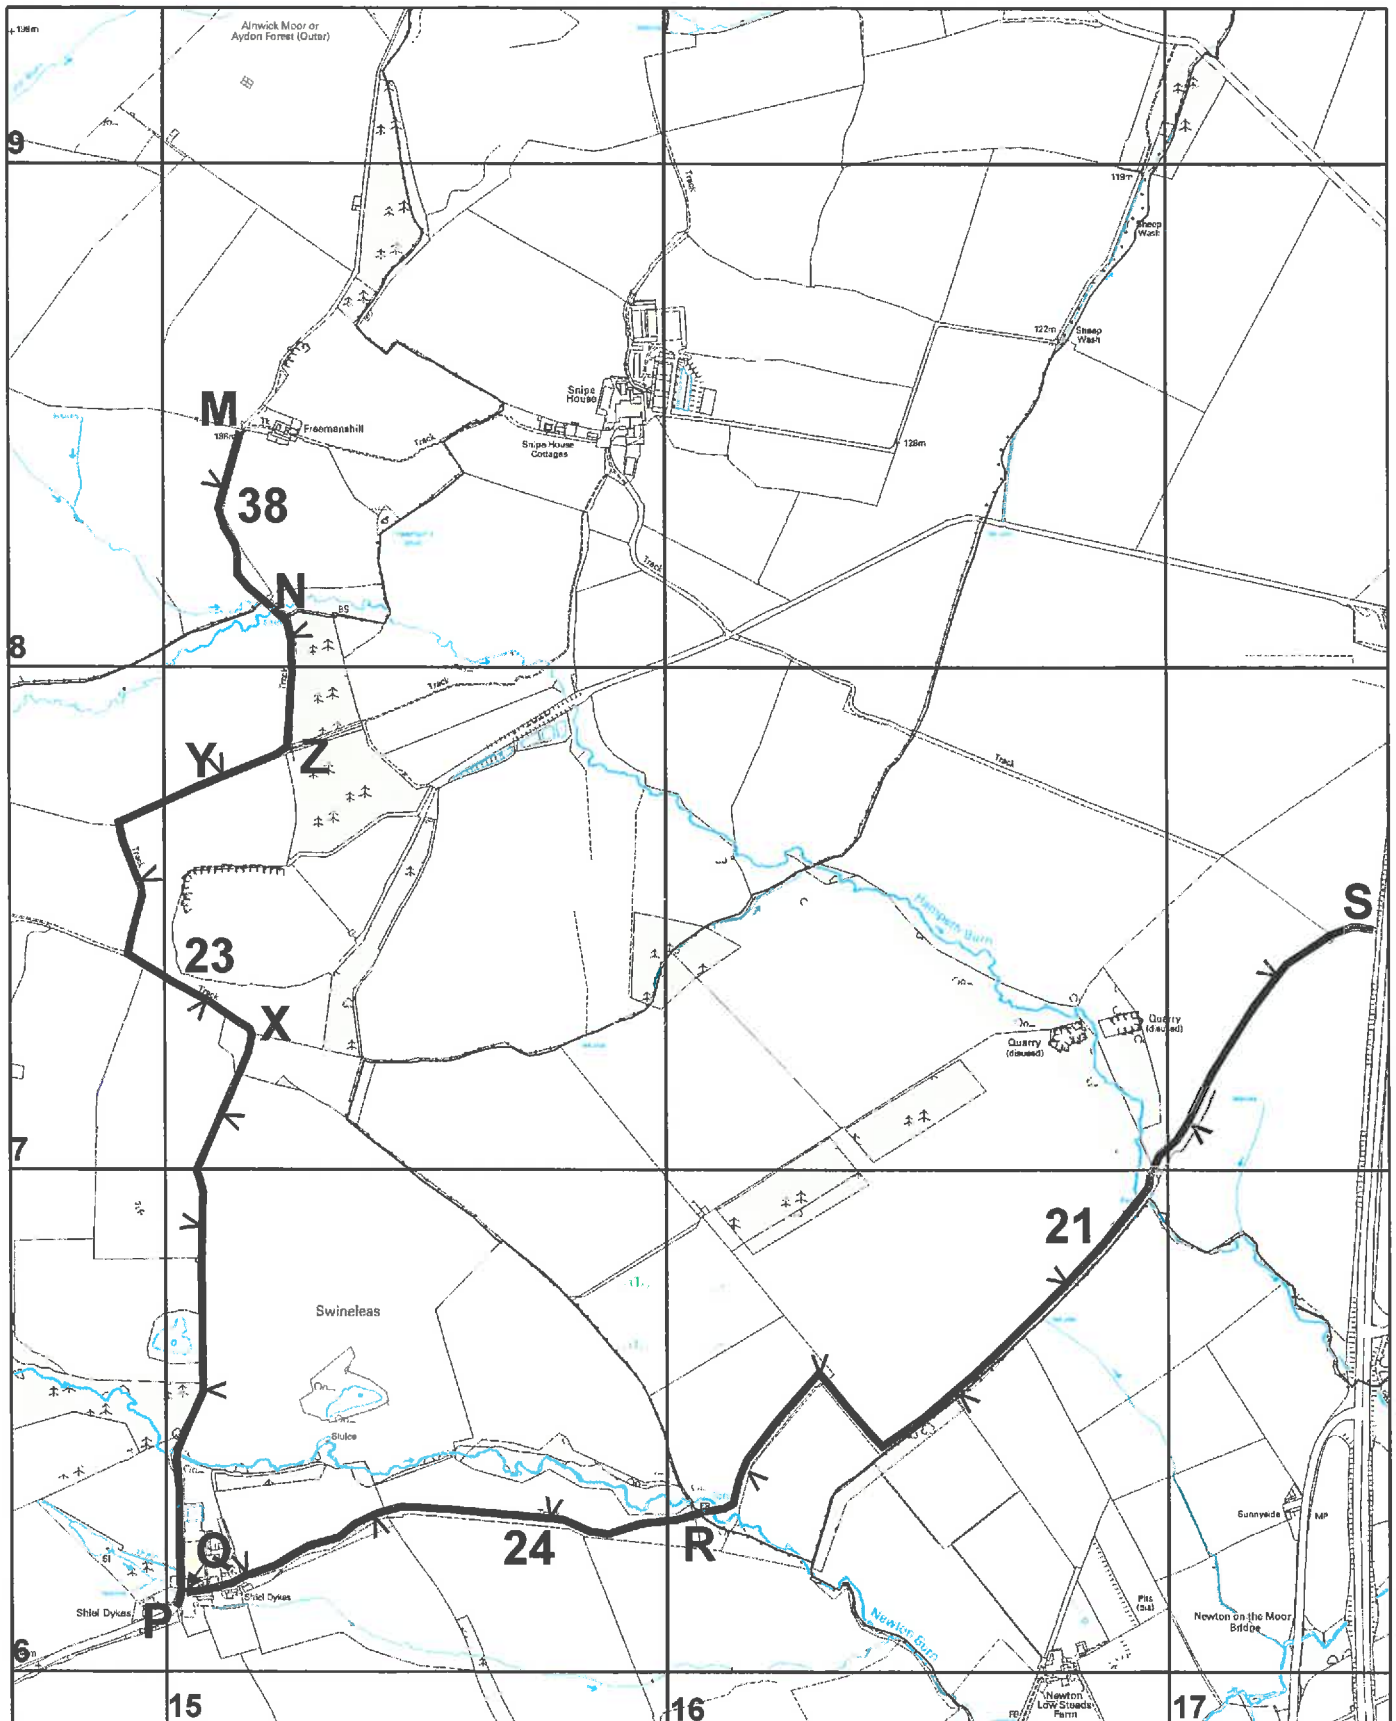 Alnwick Moor or
Aydon Forest (Outer)
9
Track
119m
Sheep
Wash
122m
Sheep
Wash
Snipe
House
M
Freemanshill
Track
Snipe House
Cottages
128m
38
Track
N
BS
8
Track
Track
Y
Z
Track
Track
Hampeth Burn
S
23
Track
X
Quarry
(disused)
Quarry
(disused)
7
21
Swineleas
Sluice
24
R
Q
Sunnyside
MP
Shiel Dykes
P
Shiel Dykes
Pits
(dis)
Newton on the Moor
Bridge
Newton Burn
6
15
16
17
Newton
Low Steads
Farm
FB